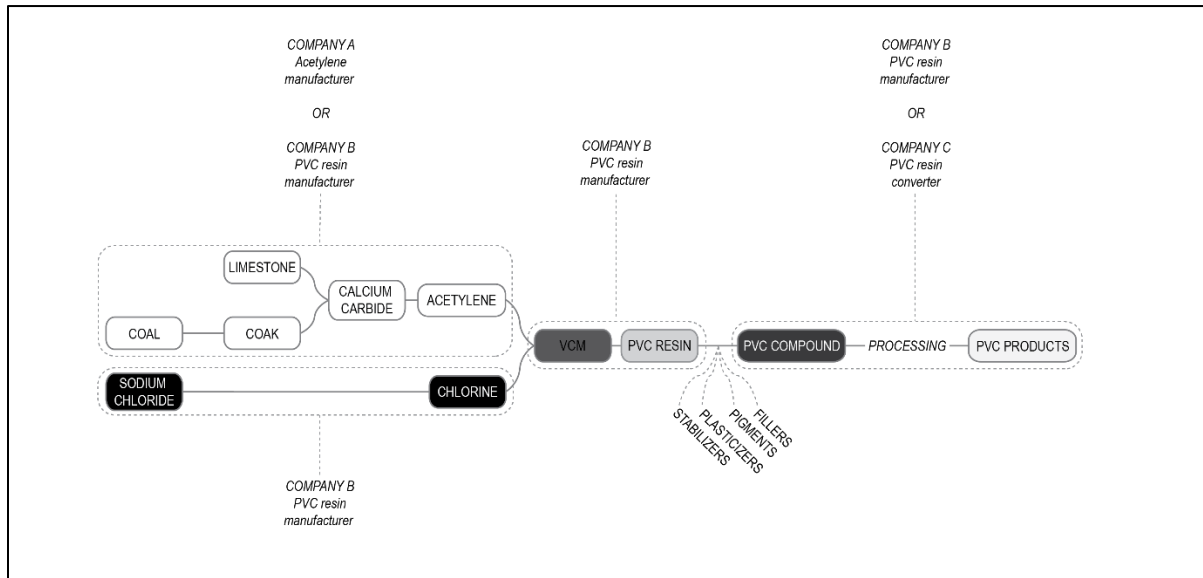 COMPANY A
Acetylene
manufacturer
OR
COMPANY B
PVC resin
manufacturer
COMPANY B
PVC resin
manufacturer
COMPANY B
PVC resin
manufacturer
OR
COMPANY C
PVC resin
converter
LIMESTONE
CALCIUM
CARBIDE
ACETYLENE
COAL
COAK
VCM
PVC RESIN
PVC COMPOUND
PROCESSING
PVC PRODUCTS
SODIUM
CHLORIDE
CHLORINE
STABILIZERS
PLASTICIZERS
PIGMENTS
FILLERS
COMPANY B
PVC resin
manufacturer